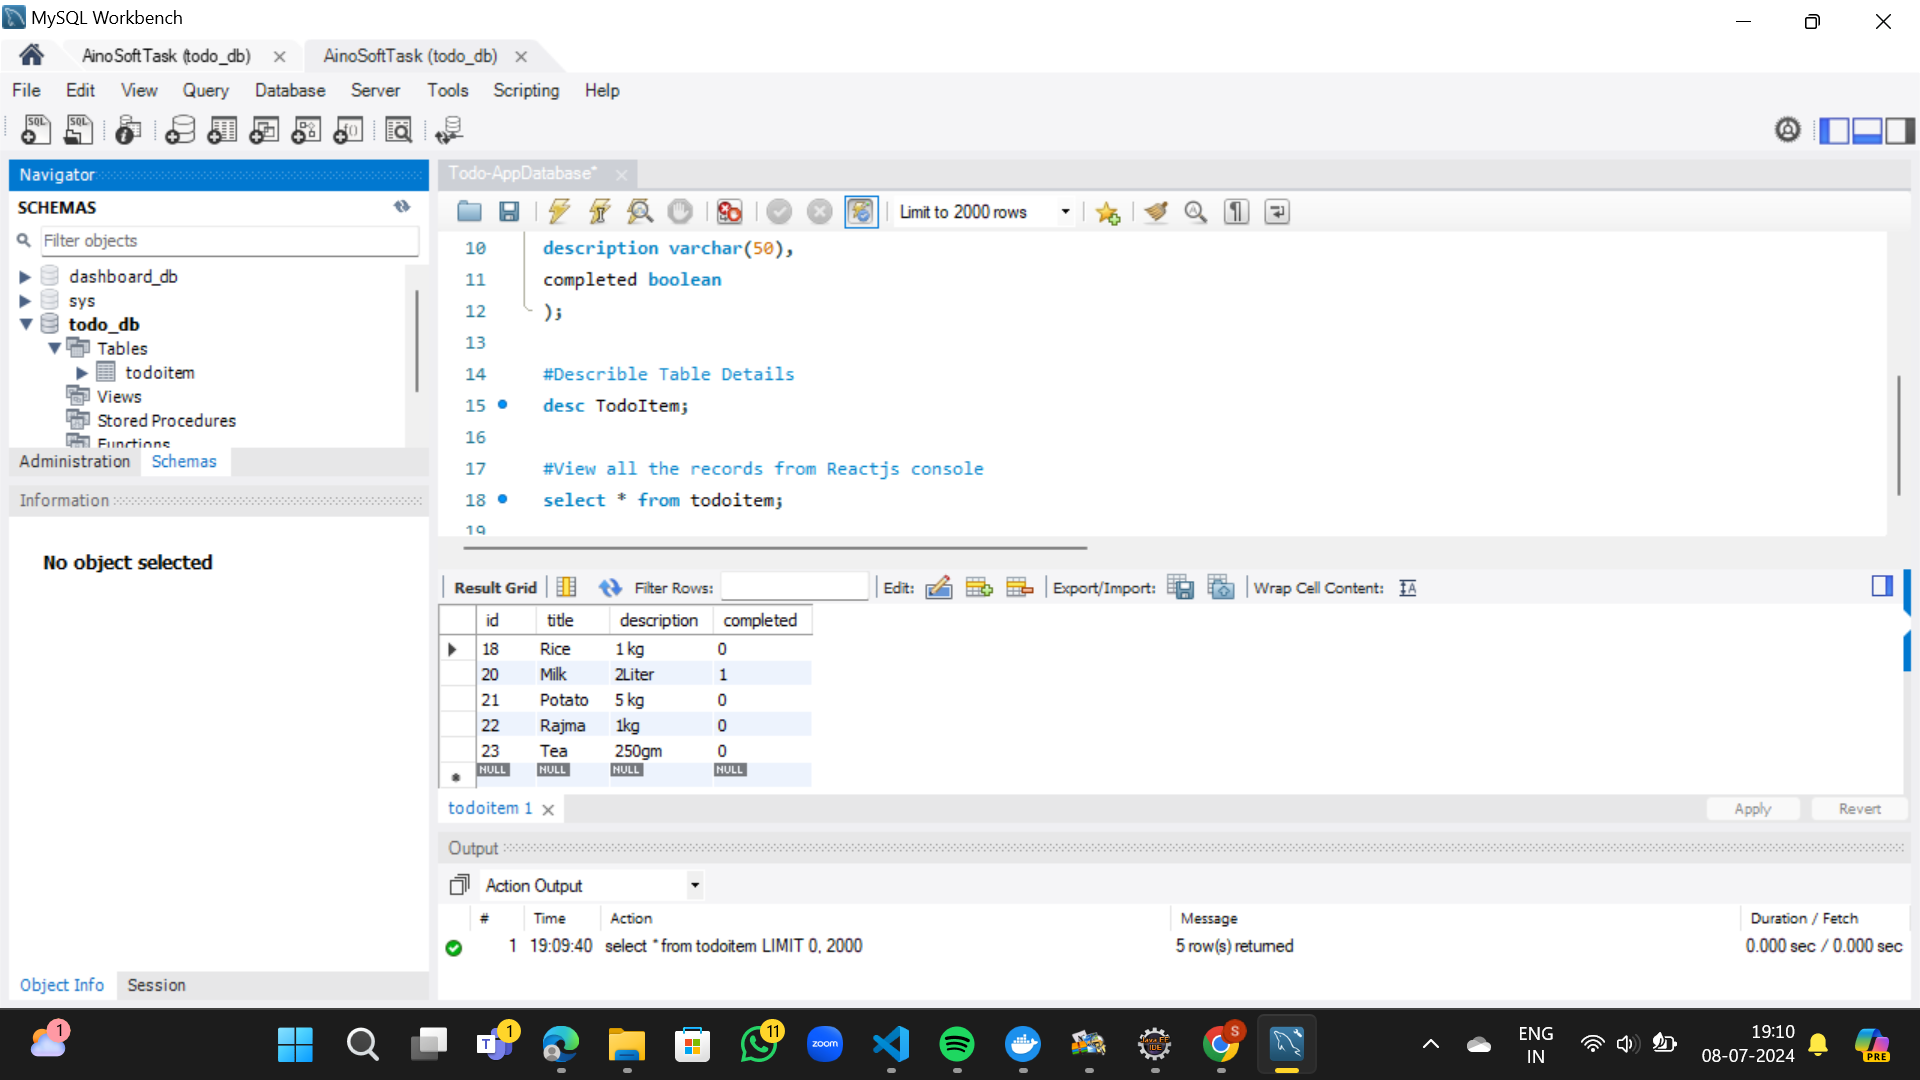 MySQL Workbench
AinoSoftTask (todo_db)
AinoSoftTask (todo_db)
File Edit View Query Database Server Tools Scripting Help
Navigator
SCHEMAS
Filter objects
dashboard_db
sys
todo_db
Tables
todoitem
Views
Stored Procedures
Functions
Administration Schemas
Information
No object selected
Object Info Session
Todo-AppDatabase*
Limit to 2000 rows
10 description varchar(50),
11 completed boolean
12 );
13
14 #Describle Table Details
15 desc TodoItem;
16
17 #View all the records from Reactjs console
18 select * from todoitem;
19
Result Grid Filter Rows: Edit: Export/Import: Wrap Cell Content: IA
id title description completed
18 Rice 1 kg 0
20 Milk 2Liter 1
21 Potato 5 kg 0
22 Rajma 1kg 0
23 Tea 250gm 0
NULL NULL NULL NULL
todoitem 1
Apply Revert
Output
Action Output
# Time Action Message Duration / Fetch
1 19:09:40 select * from todoitem LIMIT 0, 2000 5 row(s) returned 0.000 sec / 0.000 sec
1
1
11
zoom
S
ENG
IN
19:10
08-07-2024
PRE